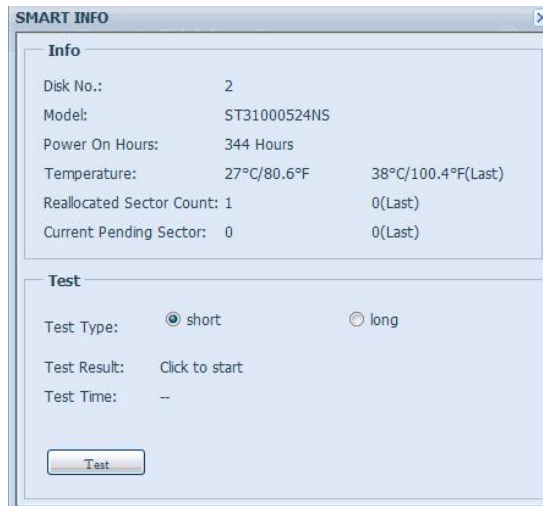 SMART INFO
Info
Disk No.: 2
Model: ST31000524NS
Power On Hours: 344 Hours
Temperature: 27°C/80.6°F 38°C/100.4°F(Last)
Reallocated Sector Count: 1 0(Last)
Current Pending Sector: 0 0(Last)
Test
Test Type: short long
Test Result: Click to start
Test Time: --
Test